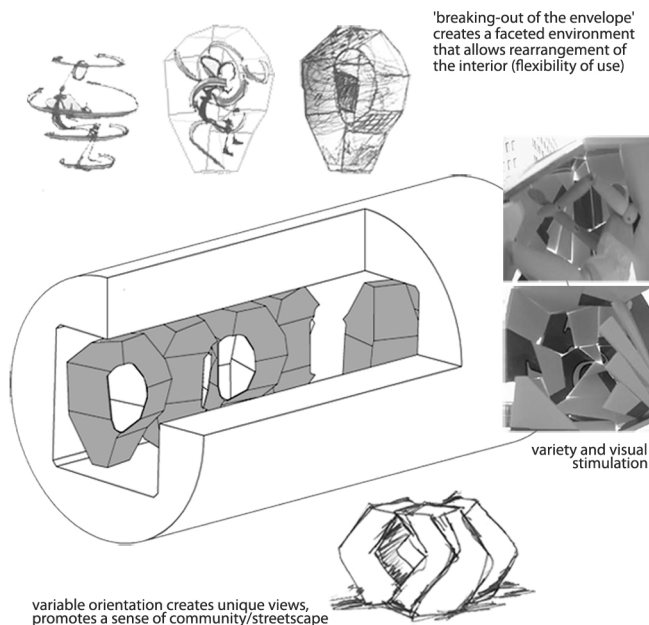 'breaking-out of the envelope'
creates a faceted environment
that allows rearrangement of
the interior (flexibility of use)
variety and visual
stimulation
variable orientation creates unique views,
promotes a sense of community/streetscape